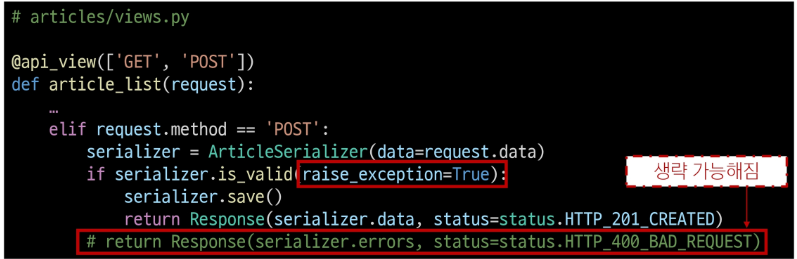 # articles/views.py
@api_view(['GET', 'POST'])
def article_list(request):
    …
    elif request.method == 'POST':
        serializer = ArticleSerializer(data=request.data)
        if serializer.is_valid(raise_exception=True):
생략 가능해짐
            serializer.save()
            return Response(serializer.data, status=status.HTTP_201_CREATED)
        # return Response(serializer.errors, status=status.HTTP_400_BAD_REQUEST)